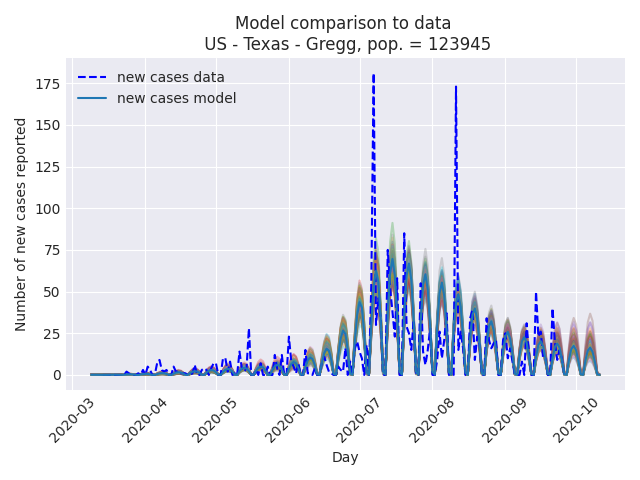 Model comparison to data
US - Texas - Gregg, pop. = 123945
new cases data
new cases model
Number of new cases reported
175
150
125
100
75
50
25
0
2020-03
2020-04
2020-05
2020-06
2020-07
2020-08
2020-09
2020-10
Day